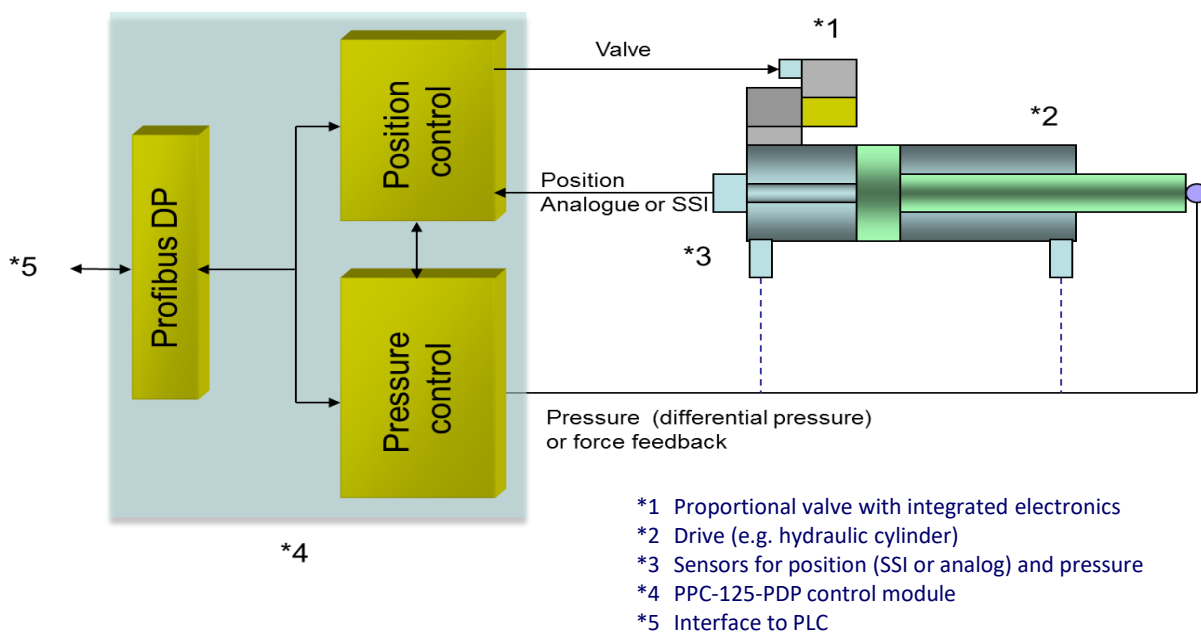 *1
Valve
*2
Position
control
Position
Analogue or SSI
*3
*5
Profibus DP
Pressure
control
Pressure (differential pressure)
or force feedback
*4
*1 Proportional valve with integrated electronics
*2 Drive (e.g. hydraulic cylinder)
*3 Sensors for position (SSI or analog) and pressure
*4 PPC-125-PDP control module
*5 Interface to PLC